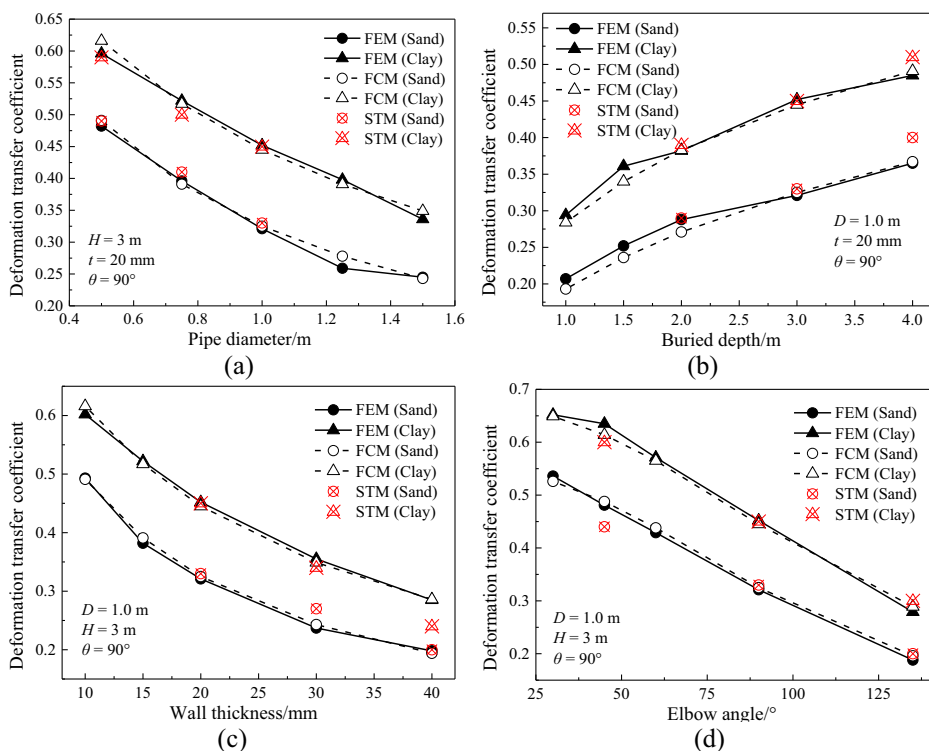 0.65
0.60
0.55
0.50
0.45
0.40
0.35
0.30
0.25
0.20
Deformation transfer coefficient
FEM (Sand)
FEM (Clay)
FCM (Sand)
FCM (Clay)
STM (Sand)
STM (Clay)
H = 3 m
t = 20 mm
θ = 90°
0.4 0.6 0.8 1.0 1.2 1.4 1.6
Pipe diameter/m
(a)
0.60
0.55
0.50
0.45
0.40
0.35
0.30
0.25
0.20
Deformation transfer coefficient
FEM (Sand)
FEM (Clay)
FCM (Sand)
FCM (Clay)
STM (Sand)
STM (Clay)
D = 1.0 m
t = 20 mm
θ = 90°
1.0 1.5 2.0 3.0 4.0
Buried depth/m
(b)
0.6
0.5
0.4
0.3
0.2
Deformation transfer coefficient
FEM (Sand)
FEM (Clay)
FCM (Sand)
FCM (Clay)
STM (Sand)
STM (Clay)
D = 1.0 m
H = 3 m
θ = 90°
10 15 20 30 40
Wall thickness/mm
(c)
0.7
0.6
0.5
0.4
0.3
0.2
Deformation transfer coefficient
FEM (Sand)
FEM (Clay)
FCM (Sand)
FCM (Clay)
STM (Sand)
STM (Clay)
D = 1.0 m
H = 3 m
θ = 90°
25 50 75 100 125
Elbow angle/°
(d)